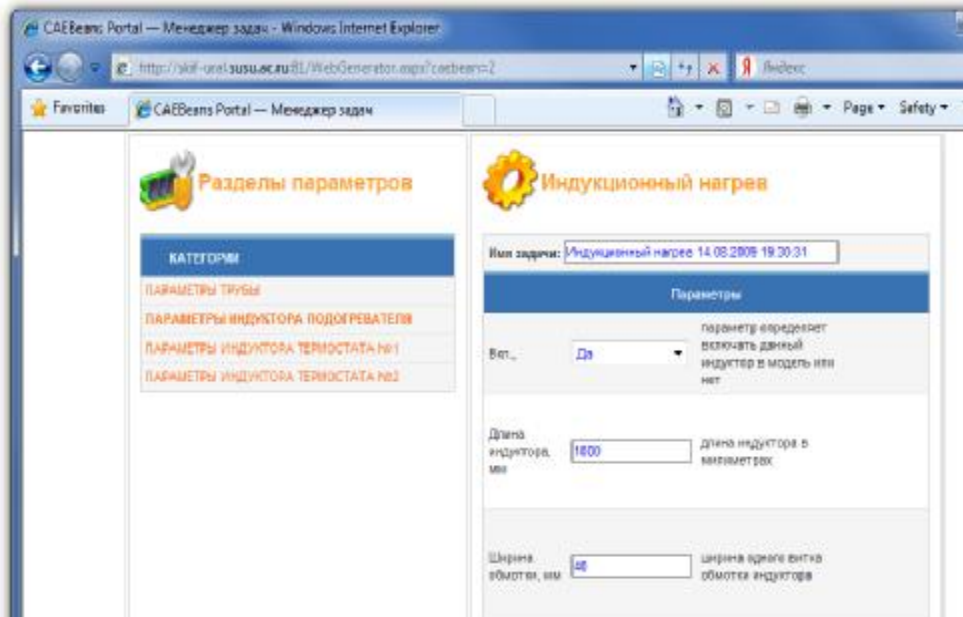 CAEBeans Portal — Менеджер задач - Windows Internet Explorer
http://skif-ural.susu.ac.ru:81/WebGenerator.aspx?caebean=2
Яндекс
Favorites
CAEBeans Portal — Менеджер задач
Page
Safety
Разделы параметров
КАТЕГОРИИ
ПАРАМЕТРЫ ТРУБЫ
ПАРАМЕТРЫ ИНДУКТОРА ПОДОГРЕВАТЕЛЯ
ПАРАМЕТРЫ ИНДУКТОРА ТЕРМОСТАТА №1
ПАРАМЕТРЫ ИНДУКТОРА ТЕРМОСТАТА №2
Индукционный нагрев
Имя задачи: Индукционный нагрев 14.08.2009 19:30:31
Параметры
Да
параметр определяет
включать данный
индуктор в модель или
нет
Длина
индуктора,
мм
1600
длина индуктора в
Ширина
обмотки, мм
ширина одного витка
обмотки индуктора